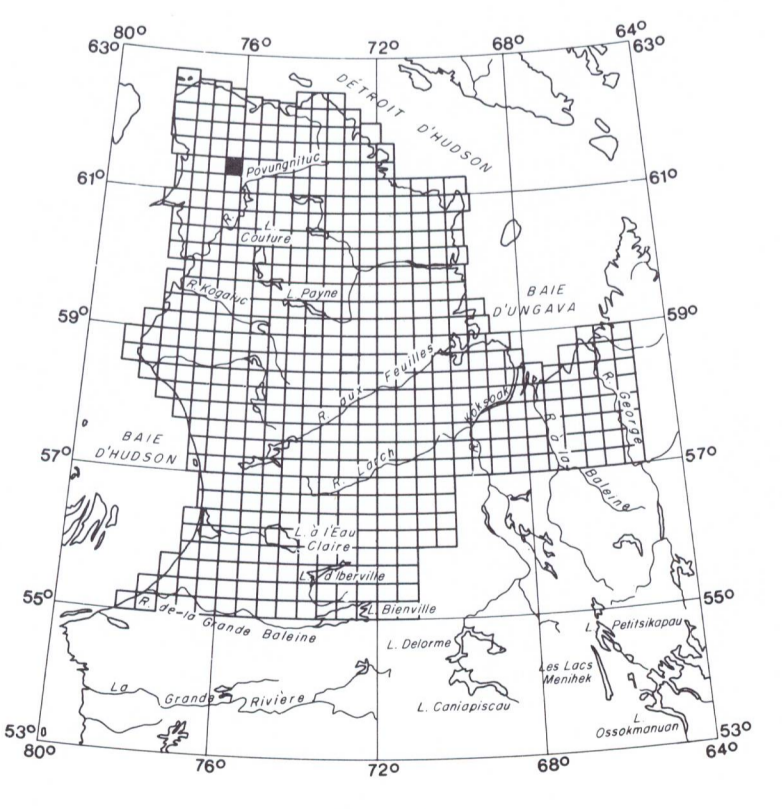 80°
63°
76°
72°
68°
64°
63°
DÉTROIT D'HUDSON
Povungnituc
61°
61°
R.
L.
Couture
R. Kogaluc
L. Payne
BAIE
D'UNGAVA
59°
59°
R. aux Feuilles
Koksoak
R.
R. à la Baleine
R. George
BAIE
D'HUDSON
57°
57°
R. Larch
L. à l'Eau
Claire
L. d'Iberville
55°
55°
R. de-la Grande Baleine
L. Bienville
L. Petitsikapau
L. Delorme
Les Lacs
Menihek
La Grande Rivière
L. Caniapiscau
L.
Ossokmanuan
53°
80°
76°
72°
68°
53°
64°